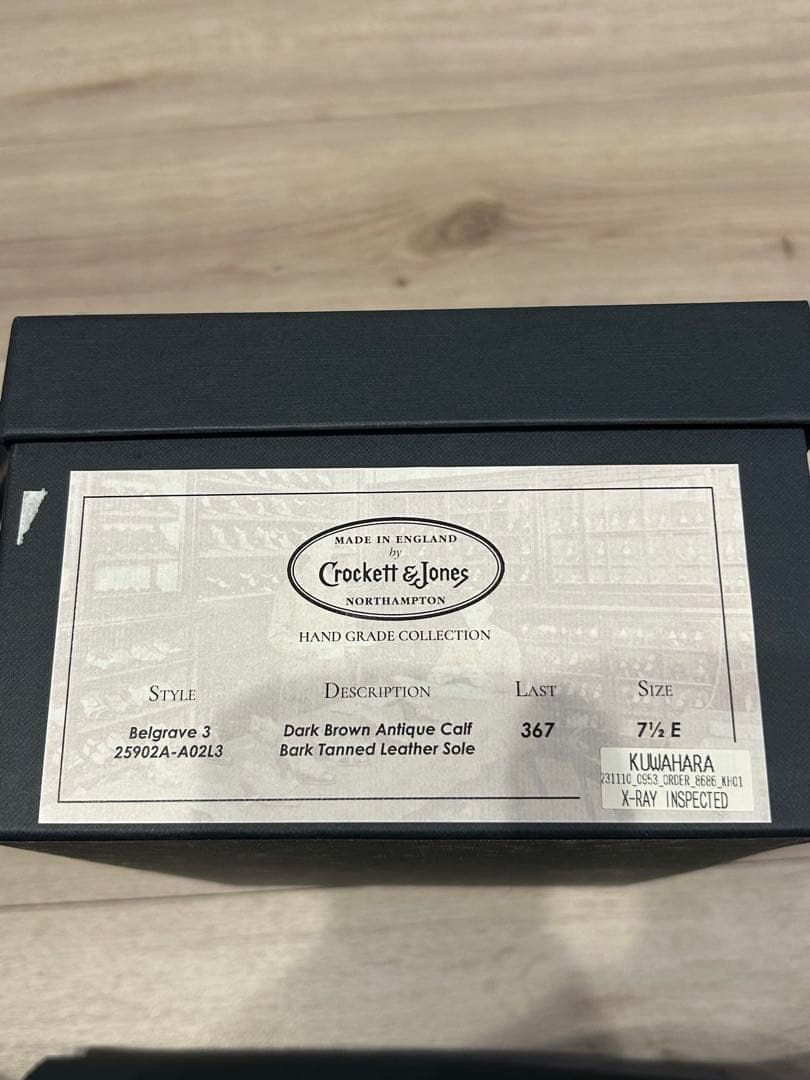 MADE IN ENGLAND
by
Crockett & Jones
NORTHAMPTON
HAND GRADE COLLECTION
STYLE DESCRIPTION LAST SIZE
Belgrave 3 Dark Brown Antique Calf 367 7½ E
25902A-A02L3 Bark Tanned Leather Sole
KUWAHARA
231110_0953_ORDER_8686_KH01
X-RAY INSPECTED